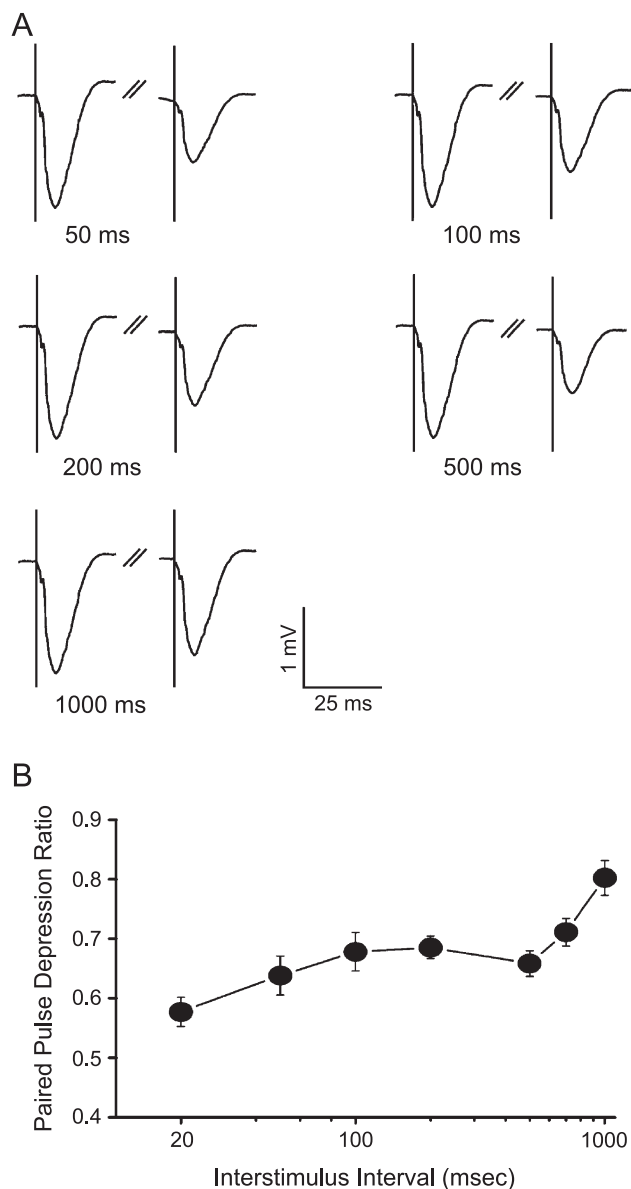 A
50 ms
100 ms
200 ms
500 ms
1000 ms
1 mV
25 ms
B
Paired Pulse Depression Ratio
0.9
0.8
0.7
0.6
0.5
0.4
20
100
1000
Interstimulus Interval (msec)